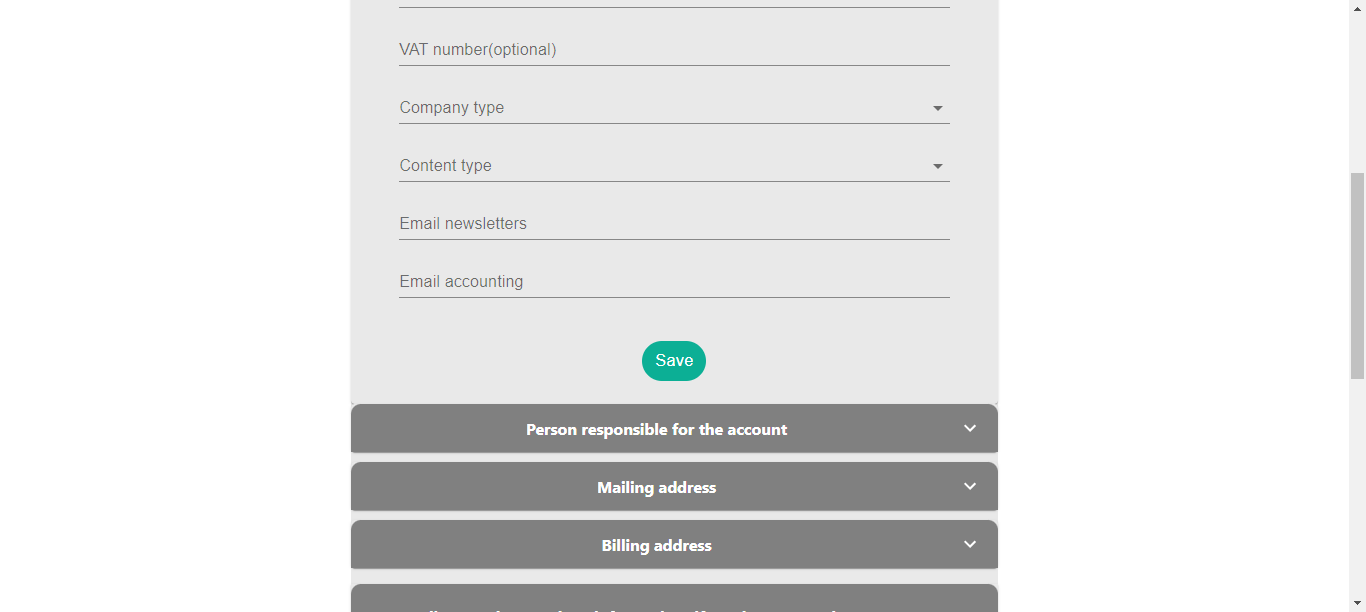 VAT number(optional)
Company type
Content type
Email newsletters
Email accounting
Save
Person responsible for the account
Mailing address
Billing address